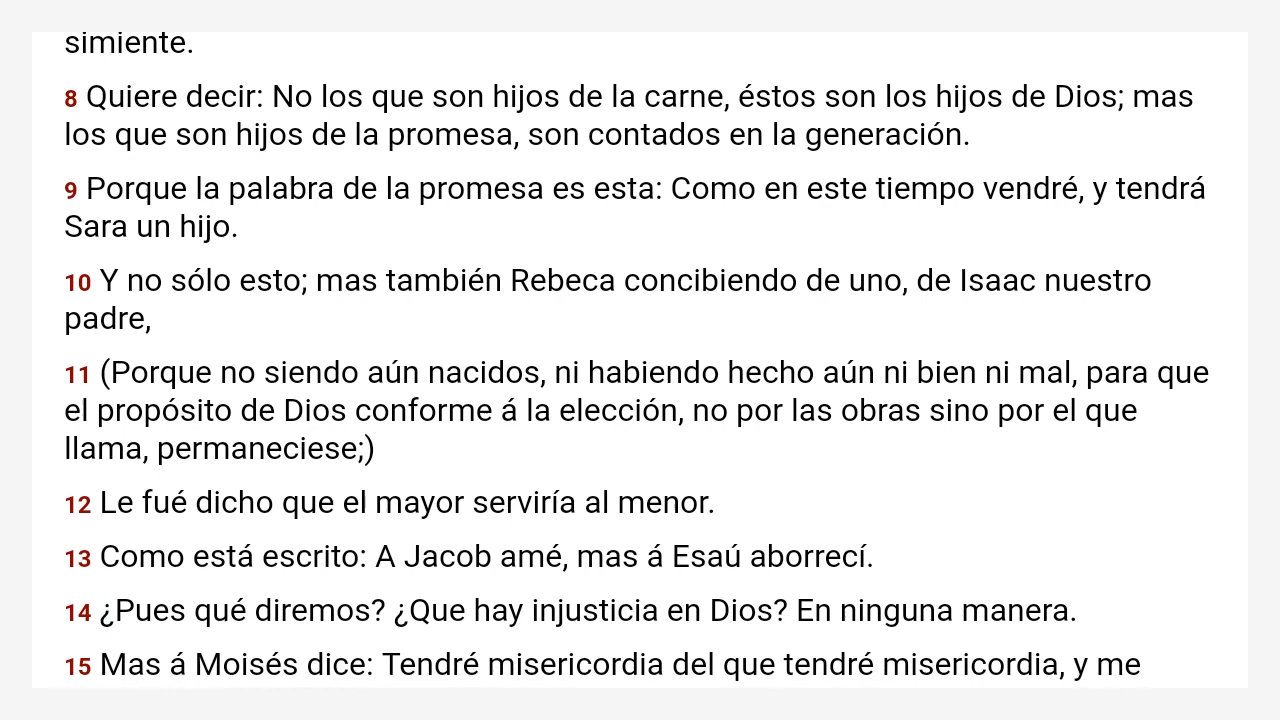 simiente.
8 Quiere decir: No los que son hijos de la carne, éstos son los hijos de Dios; mas
los que son hijos de la promesa, son contados en la generación.
9 Porque la palabra de la promesa es esta: Como en este tiempo vendré, y tendrá
Sara un hijo.
10 Y no sólo esto; mas también Rebeca concibiendo de uno, de Isaac nuestro
padre,
11 (Porque no siendo aún nacidos, ni habiendo hecho aún ni bien ni mal, para que
el propósito de Dios conforme á la elección, no por las obras sino por el que
llama, permaneciese;)
12 Le fué dicho que el mayor serviría al menor.
13 Como está escrito: A Jacob amé, mas á Esaú aborrecí.
14 ¿Pues qué diremos? ¿Que hay injusticia en Dios? En ninguna manera.
15 Mas á Moisés dice: Tendré misericordia del que tendré misericordia, y me